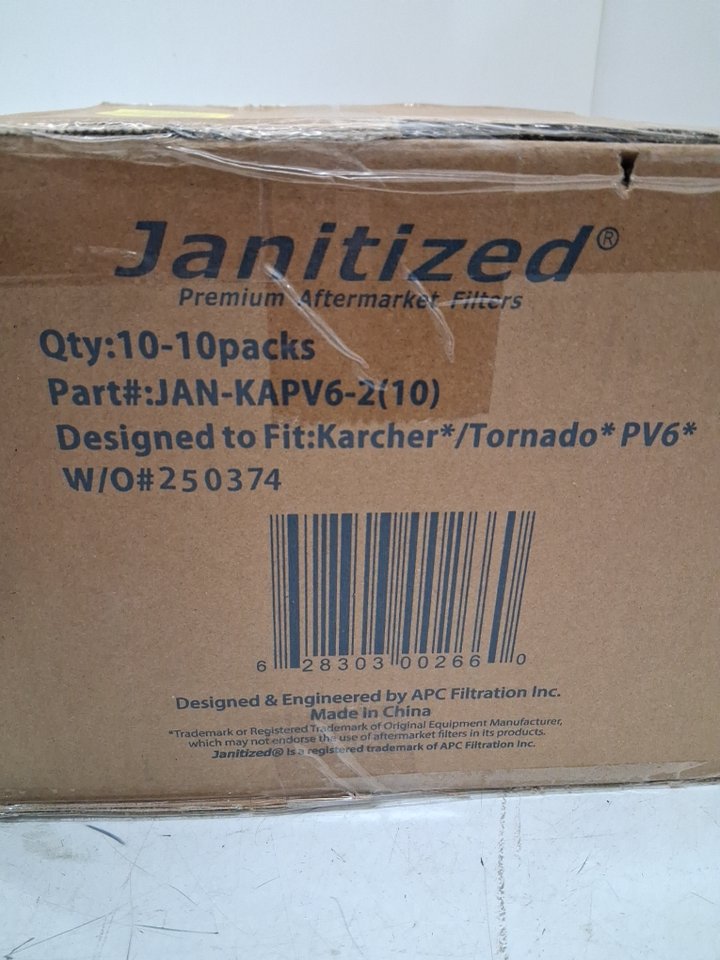 Janitized®
Premium Aftermarket Filters
Qty:10-10packs
Part#:JAN-KAPV6-2(10)
Designed to Fit:Karcher*/Tornado* PV6*
W/O#250374
6 28303 00266 0
Designed & Engineered by APC Filtration Inc.
Made in China
*Trademark or Registered Trademark of Original Equipment Manufacturer,
which may not endorse the use of aftermarket filters in its products.
Janitized® Is a registered trademark of APC Filtration Inc.